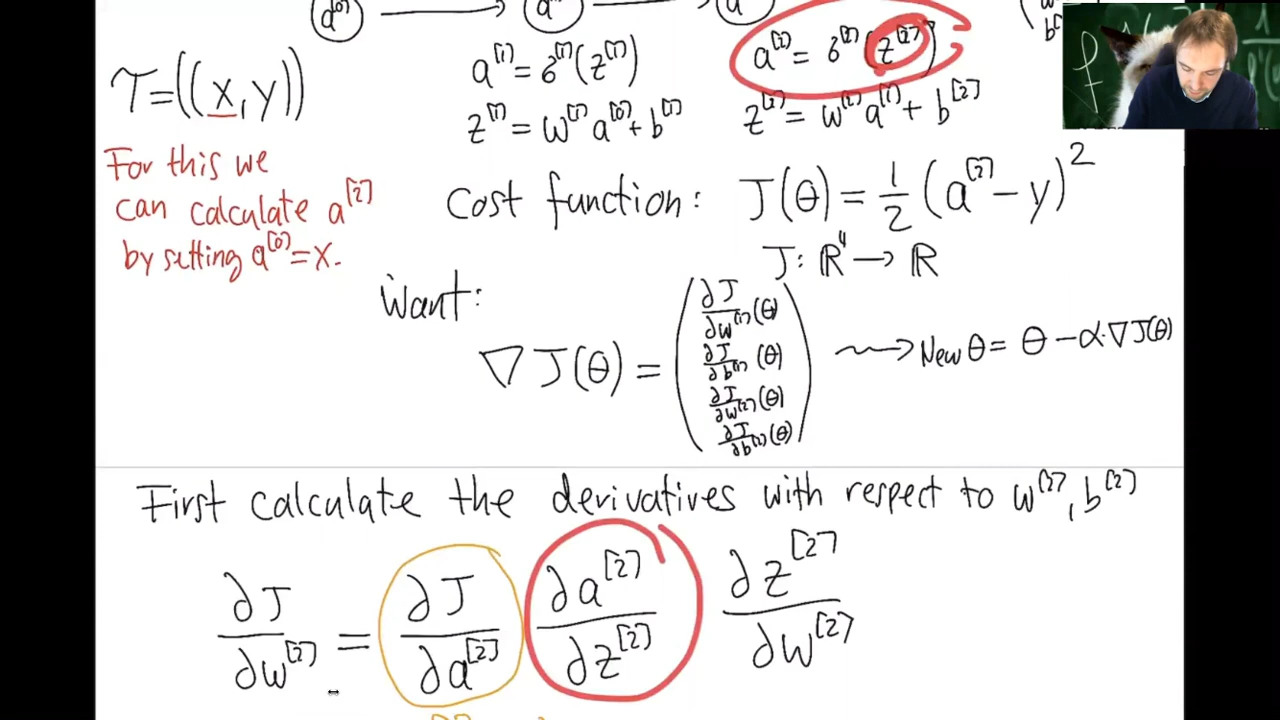 a^[0] → a → a
a^[1] = σ^[1](z^[1])
a^[2] = σ^[2](z^[2])
T = ((x, y))
z^[1] = w^[1] a^[0] + b^[1]
z^[2] = w^[2] a^[1] + b^[2]
For this we
can calculate a^[2]
by setting a^[0] = x.
Cost function: J(θ) = 1/2 (a^[2] - y)^2
J: ℝ^4 → ℝ
Want:
∇J(θ) = ( ∂J/∂w^[1] (θ)
∂J/∂b^[1] (θ)
∂J/∂w^[2] (θ)
∂J/∂b^[2] (θ) ) ⇝ New θ = θ - α·∇J(θ)
First calculate the derivatives with respect to w^[2], b^[2]
∂J/∂w^[2] = ∂J/∂a^[2] ∂a^[2]/∂z^[2] ∂z^[2]/∂w^[2]